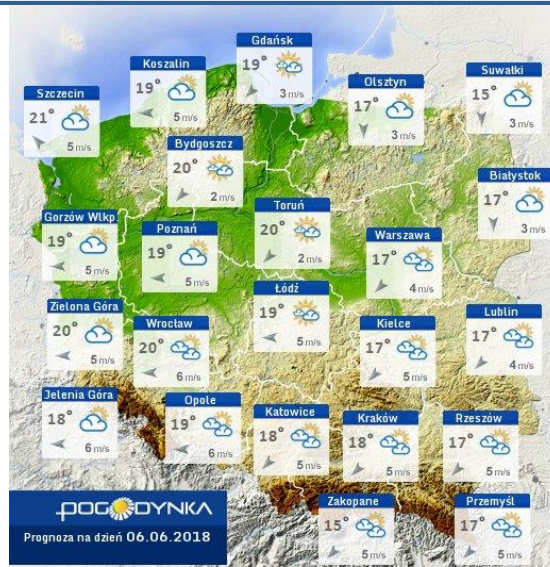 Gdańsk
19°
3 m/s
Koszalin
19°
5 m/s
Suwałki
15°
3 m/s
Olsztyn
17°
3 m/s
Szczecin
21°
5 m/s
Bydgoszcz
20°
2 m/s
Białystok
17°
3 m/s
Toruń
20°
2 m/s
Gorzów Wlkp
19°
5 m/s
Poznań
19°
5 m/s
Warszawa
17°
4 m/s
Łódź
19°
5 m/s
Zielona Góra
20°
5 m/s
Wrocław
20°
6 m/s
Kielce
17°
5 m/s
Lublin
17°
4 m/s
Jelenia Góra
18°
6 m/s
Opole
19°
6 m/s
Katowice
18°
5 m/s
Kraków
18°
5 m/s
Rzeszów
17°
5 m/s
Zakopane
15°
5 m/s
Przemyśl
17°
5 m/s
POGODYNKA
Prognoza na dzień 06.06.2018